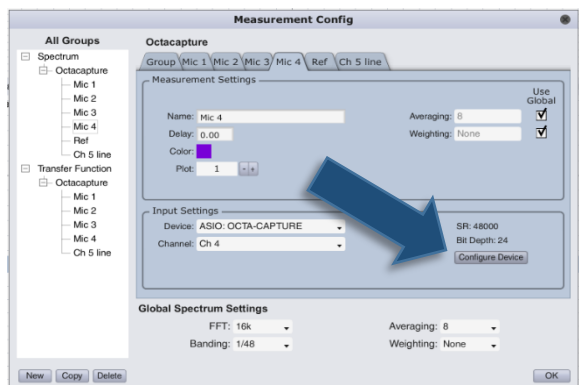 Measurement Config
All Groups
Spectrum
Octacapture
Mic 1
Mic 2
Mic 3
Mic 4
Ref
Ch 5 line
Transfer Function
Octacapture
Mic 1
Mic 2
Mic 3
Mic 4
Ch 5 line
Octacapture
Group Mic 1 Mic 2 Mic 3 Mic 4 Ref Ch 5 line
Measurement Settings
Use
Global
Name: Mic 4 Averaging: 8
Delay: 0.00 Weighting: None
Color:
Plot: 1 - +
Input Settings
Device: ASIO: OCTA-CAPTURE SR: 48000
Channel: Ch 4 Bit Depth: 24
Configure Device
Global Spectrum Settings
FFT: 16k Averaging: 8
Banding: 1/48 Weighting: None
New Copy Delete OK